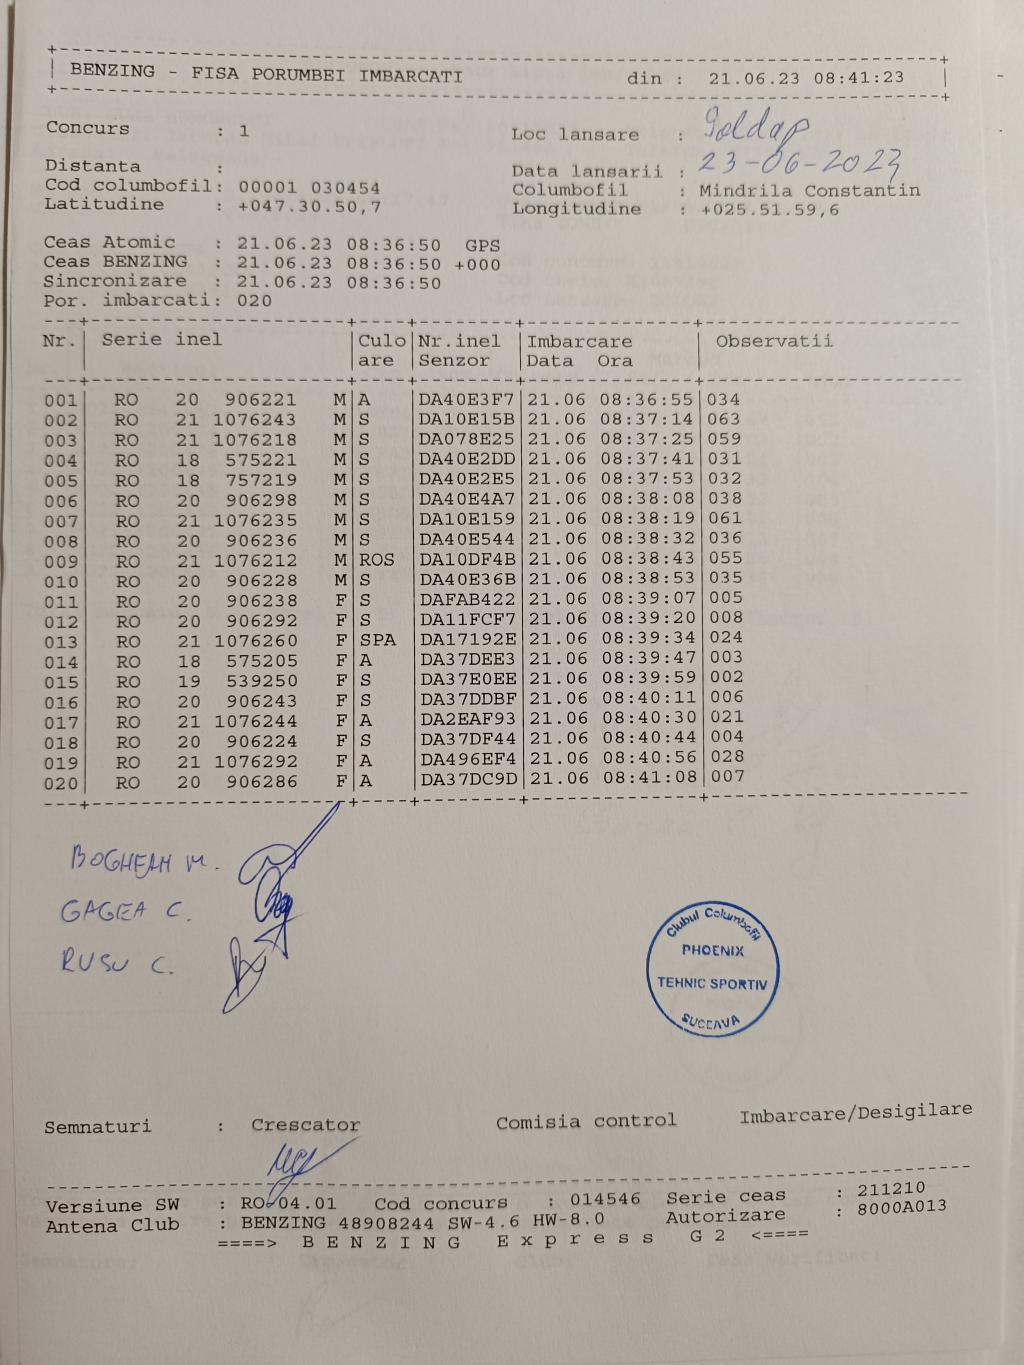 BENZING - FISA PORUMBEI IMBARCATI din : 21.06.23 08:41:23
Concurs : 1 Loc lansare : Goldap
Distanta : Data lansarii : 23-06-2023
Cod columbofil: 00001 030454 Columbofil : Mindrila Constantin
Latitudine : +047.30.50,7 Longitudine : +025.51.59,6
Ceas Atomic : 21.06.23 08:36:50 GPS
Ceas BENZING : 21.06.23 08:36:50 +000
Sincronizare : 21.06.23 08:36:50
Por. imbarcati: 020
Nr. Serie inel Culo Nr.inel Imbarcare Observatii
are Senzor Data Ora
001 RO 20 906221 M A DA40E3F7 21.06 08:36:55 034
002 RO 21 1076243 M S DA10E15B 21.06 08:37:14 063
003 RO 21 1076218 M S DA078E25 21.06 08:37:25 059
004 RO 18 575221 M S DA40E2DD 21.06 08:37:41 031
005 RO 18 757219 M S DA40E2E5 21.06 08:37:53 032
006 RO 20 906298 M S DA40E4A7 21.06 08:38:08 038
007 RO 21 1076235 M S DA10E159 21.06 08:38:19 061
008 RO 20 906236 M S DA40E544 21.06 08:38:32 036
009 RO 21 1076212 M ROS DA10DF4B 21.06 08:38:43 055
010 RO 20 906228 M S DA40E36B 21.06 08:38:53 035
011 RO 20 906238 F S DAFAB422 21.06 08:39:07 005
012 RO 20 906292 F S DA11FCF7 21.06 08:39:20 008
013 RO 21 1076260 F SPA DA17192E 21.06 08:39:34 024
014 RO 18 575205 F A DA37DEE3 21.06 08:39:47 003
015 RO 19 539250 F S DA37E0EE 21.06 08:39:59 002
016 RO 20 906243 F S DA37DDBF 21.06 08:40:11 006
017 RO 21 1076244 F A DA2EAF93 21.06 08:40:30 021
018 RO 20 906224 F S DA37DF44 21.06 08:40:44 004
019 RO 21 1076292 F A DA496EF4 21.06 08:40:56 028
020 RO 20 906286 F A DA37DC9D 21.06 08:41:08 007
BOGHEAN M.
GAGEA C.
RUSU C.
Clubul Columbofil
PHOENIX
TEHNIC SPORTIV
SUCEAVA
Semnaturi : Crescator Comisia control Imbarcare/Desigilare
Versiune SW : RO-04.01 Cod concurs : 014546 Serie ceas : 211210
Antena Club : BENZING 48908244 SW-4.6 HW-8.0 Autorizare : 8000A013
====> B E N Z I N G E x p r e s s G 2 <====